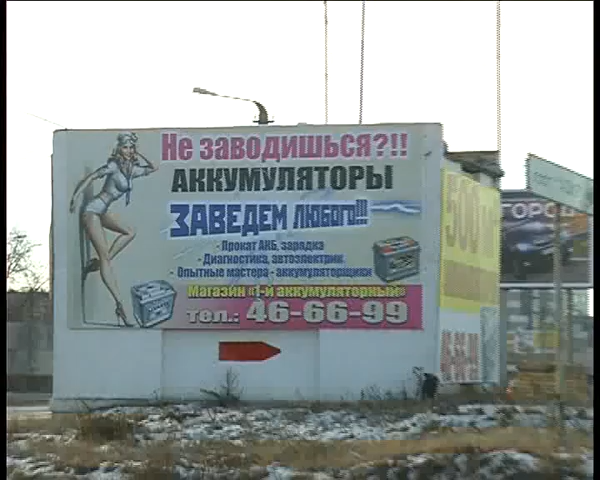 Не заводишься?!!
АККУМУЛЯТОРЫ
ЗАВЕДЕМ ЛЮБОГО!!!
- Прокат АКБ, зарядка
- Диагностика, автоэлектрик
- Опытные мастера - аккумуляторщики
Магазин «1-й аккумуляторный»
тел.: 46-66-99
500